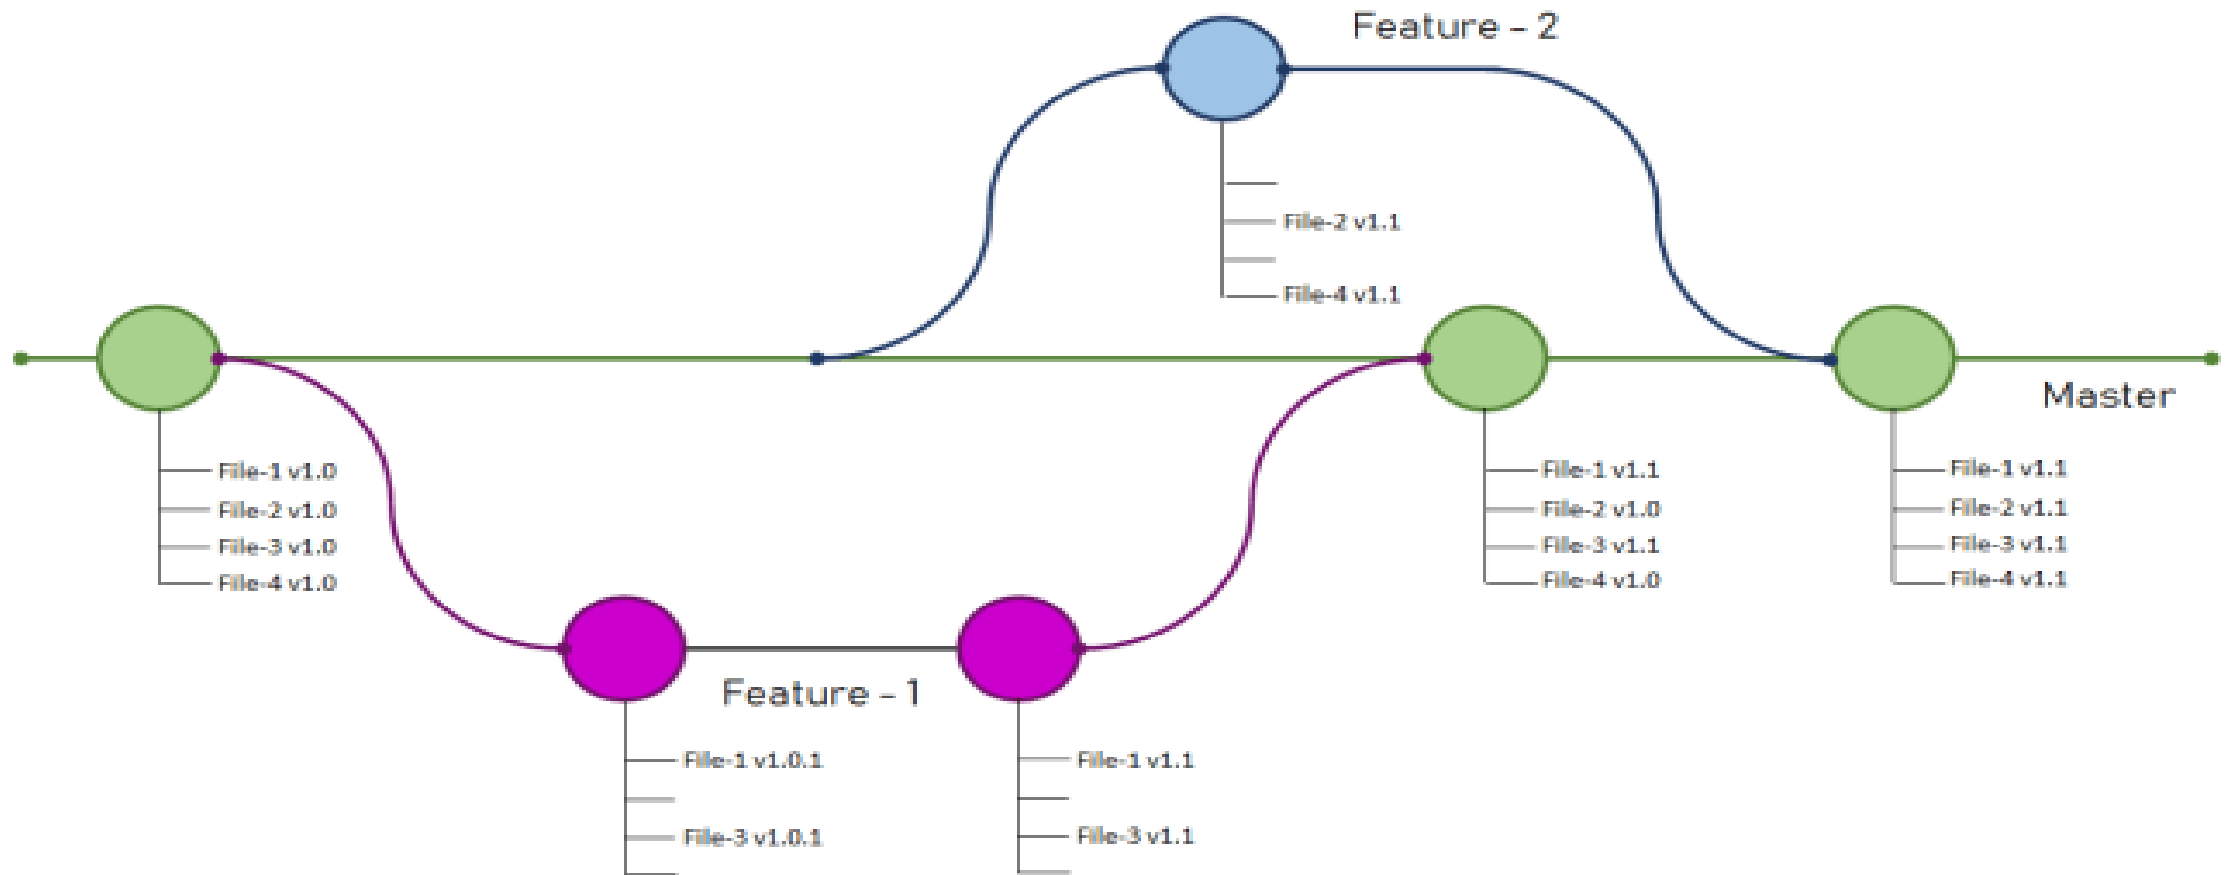 Feature - 2
File-2 v1.1
File-4 v1.1
Master
File-1 v1.0
File-2 v1.0
File-3 v1.0
File-4 v1.0
File-1 v1.1
File-2 v1.0
File-3 v1.1
File-4 v1.0
File-1 v1.1
File-2 v1.1
File-3 v1.1
File-4 v1.1
Feature - 1
File-1 v1.0.1
File-3 v1.0.1
File-1 v1.1
File-3 v1.1